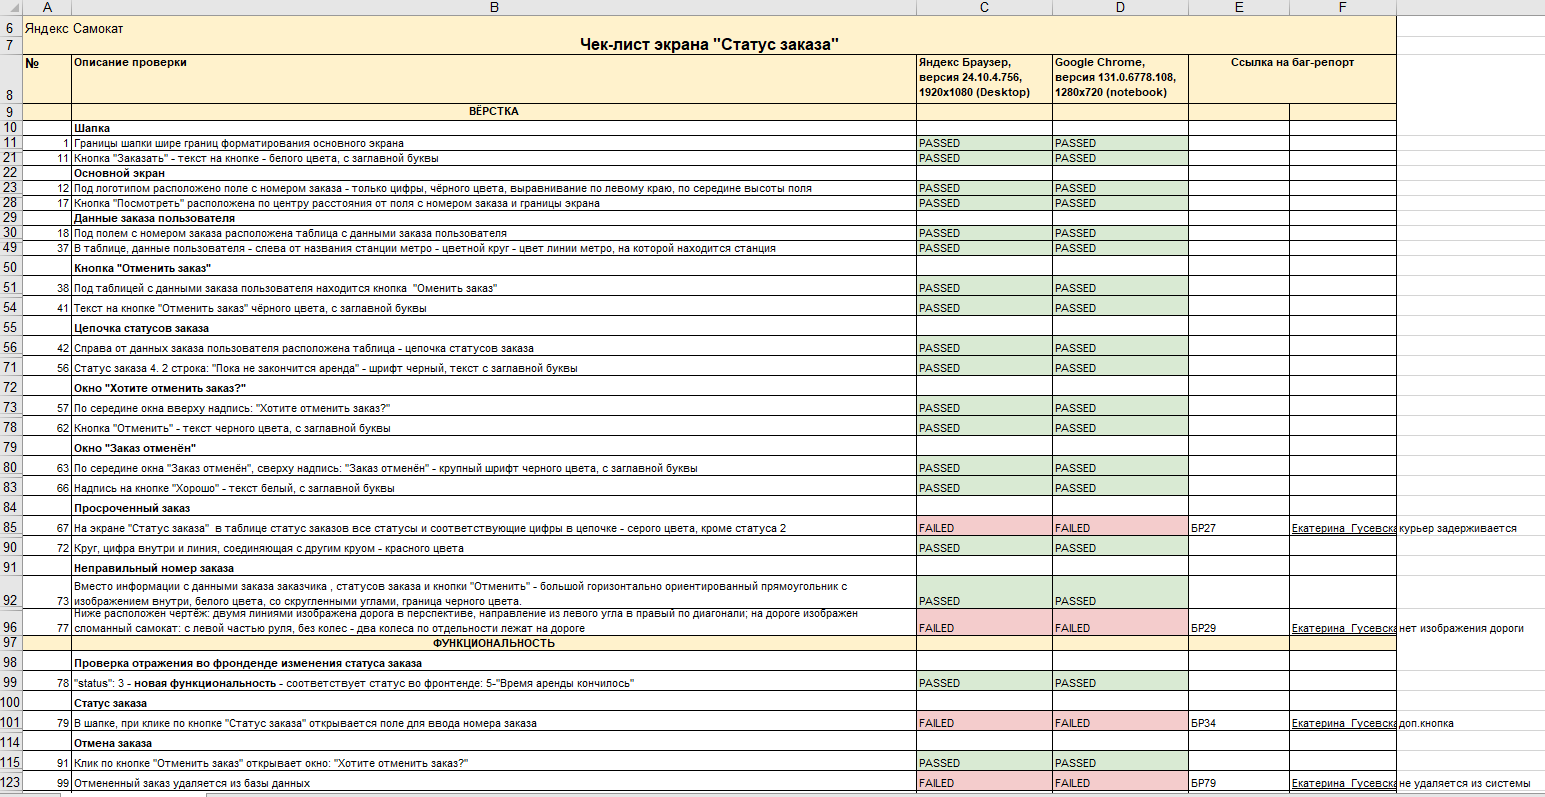 A B C D E F
6 Яндекс Самокат
7 Чек-лист экрана "Статус заказа"
8 № Описание проверки Яндекс Браузер, версия 24.10.4.756, 1920x1080 (Desktop) Google Chrome, версия 131.0.6778.108, 1280x720 (notebook) Ссылка на баг-репорт
9 ВЁРСТКА
10 Шапка
11 1 Границы шапки шире границ форматирования основного экрана PASSED PASSED
21 11 Кнопка "Заказать" - текст на кнопке - белого цвета, с заглавной буквы PASSED PASSED
22 Основной экран
23 12 Под логотипом расположено поле с номером заказа - только цифры, чёрного цвета, выравнивание по левому краю, по середине высоты поля PASSED PASSED
28 17 Кнопка "Посмотреть" расположена по центру расстояния от поля с номером заказа и границы экрана PASSED PASSED
29 Данные заказа пользователя
30 18 Под полем с номером заказа расположена таблица с данными заказа пользователя PASSED PASSED
49 37 В таблице, данные пользователя - слева от названия станции метро - цветной круг - цвет линии метро, на которой находится станция PASSED PASSED
50 Кнопка "Отменить заказ"
51 38 Под таблицей с данными заказа пользователя находится кнопка "Оменить заказ" PASSED PASSED
54 41 Текст на кнопке "Отменить заказ" чёрного цвета, с заглавной буквы PASSED PASSED
55 Цепочка статусов заказа
56 42 Справа от данных заказа пользователя расположена таблица - цепочка статусов заказа PASSED PASSED
71 56 Статус заказа 4. 2 строка: "Пока не закончится аренда" - шрифт черный, текст с заглавной буквы PASSED PASSED
72 Окно "Хотите отменить заказ?"
73 57 По середине окна вверху надпись: "Хотите отменить заказ?" PASSED PASSED
78 62 Кнопка "Отменить" - текст черного цвета, с заглавной буквы PASSED PASSED
79 Окно "Заказ отменён"
80 63 По середине окна "Заказ отменён", сверху надпись: "Заказ отменён" - крупный шрифт черного цвета, с заглавной буквы PASSED PASSED
83 66 Надпись на кнопке "Хорошо" - текст белый, с заглавной буквы PASSED PASSED
84 Просроченный заказ
85 67 На экране "Статус заказа" в таблице статус заказов все статусы и соответствующие цифры в цепочке - серого цвета, кроме статуса 2 FAILED FAILED БР27 Екатерина_Гусевска курьер задерживается
90 72 Круг, цифра внутри и линия, соединяющая с другим круом - красного цвета PASSED PASSED
91 Неправильный номер заказа
92 73 Вместо информации с данными заказа заказчика , статусов заказа и кнопки "Отменить" - большой горизонтально ориентированный прямоугольник с
изображением внутри, белого цвета, со скругленными углами, граница черного цвета. PASSED PASSED
96 77 Ниже расположен чертёж: двумя линиями изображена дорога в перспективе, направление из левого угла в правый по диагонали; на дороге изображен
сломанный самокат: с левой частью руля, без колес - два колеса по отдельности лежат на дороге FAILED FAILED БР29 Екатерина_Гусевска нет изображения дороги
97 ФУНКЦИОНАЛЬНОСТЬ
98 Проверка отражения во фронденде изменения статуса заказа
99 78 "status": 3 - новая функциональность - соответствует статус во фронтенде: 5-"Время аренды кончилось" PASSED PASSED
100 Статус заказа
101 79 В шапке, при клике по кнопке "Статус заказа" открывается поле для ввода номера заказа FAILED FAILED БР34 Екатерина_Гусевска доп.кнопка
114 Отмена заказа
115 91 Клик по кнопке "Отменить заказ" открывает окно: "Хотите отменить заказ?" PASSED PASSED
123 99 Отмененный заказ удаляется из базы данных FAILED FAILED БР79 Екатерина_Гусевска не удаляется из системы